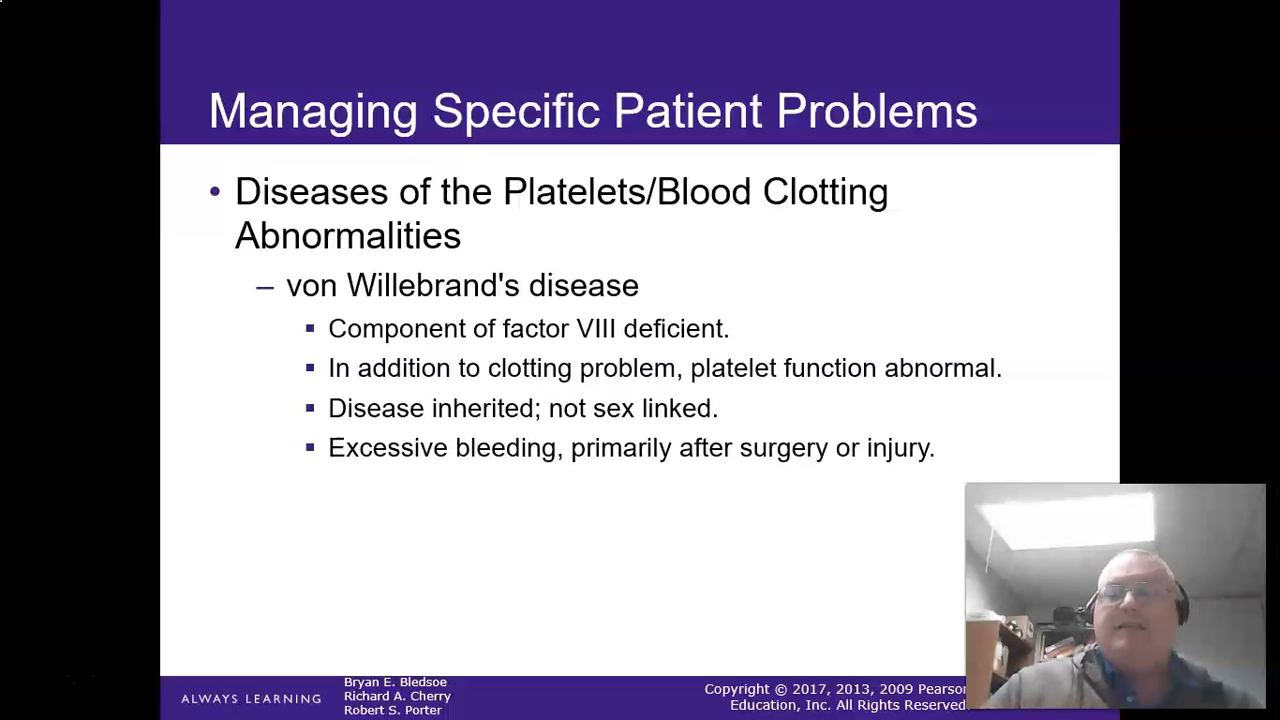 Managing Specific Patient Problems
• Diseases of the Platelets/Blood Clotting
Abnormalities
– von Willebrand's disease
▪ Component of factor VIII deficient.
▪ In addition to clotting problem, platelet function abnormal.
▪ Disease inherited; not sex linked.
▪ Excessive bleeding, primarily after surgery or injury.
ALWAYS LEARNING
Bryan E. Bledsoe
Richard A. Cherry
Robert S. Porter
Copyright © 2017, 2013, 2009 Pearson
Education, Inc. All Rights Reserved